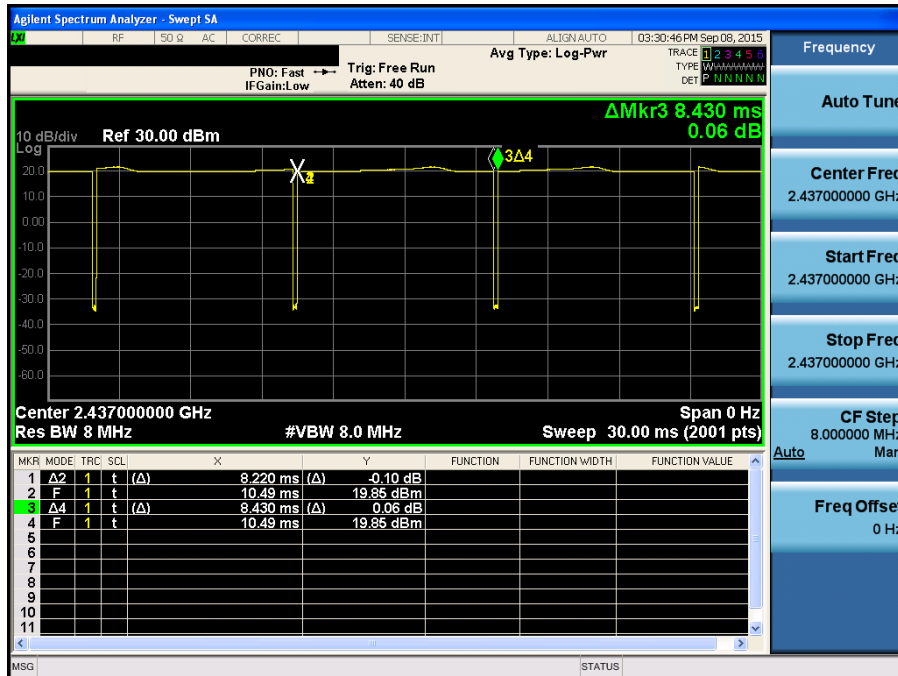 Agilent Spectrum Analyzer - Swept SA
LXI RF 50 Ω AC CORREC SENSE:INT ALIGNAUTO 03:30:46PM Sep 08, 2015
Frequency
Avg Type: Log-Pwr
TRACE 1 2 3 4 5 6
PNO: Fast Trig: Free Run
TYPE WWWWWW
IFGain:Low Atten: 40 dB
DET P N N N N N
Auto Tune
ΔMkr3 8.430 ms
0.06 dB
10 dB/div Ref 30.00 dBm
Log
3Δ4
20.0
10.0
0.00
-10.0
-20.0
-30.0
-40.0
-50.0
-60.0
Center Freq
2.437000000 GHz
Start Freq
2.437000000 GHz
Stop Freq
2.437000000 GHz
Center 2.437000000 GHz Span 0 Hz
Res BW 8 MHz #VBW 8.0 MHz Sweep 30.00 ms (2001 pts)
CF Step
8.000000 MHz
Auto Man
MKR MODE TRC SCL X Y FUNCTION FUNCTION WIDTH FUNCTION VALUE
1 Δ2 1 t (Δ) 8.220 ms (Δ) -0.10 dB
2 F 1 t 10.49 ms 19.85 dBm
3 Δ4 1 t (Δ) 8.430 ms (Δ) 0.06 dB
4 F 1 t 10.49 ms 19.85 dBm
5
6
7
8
9
10
11
Freq Offset
0 Hz
MSG STATUS